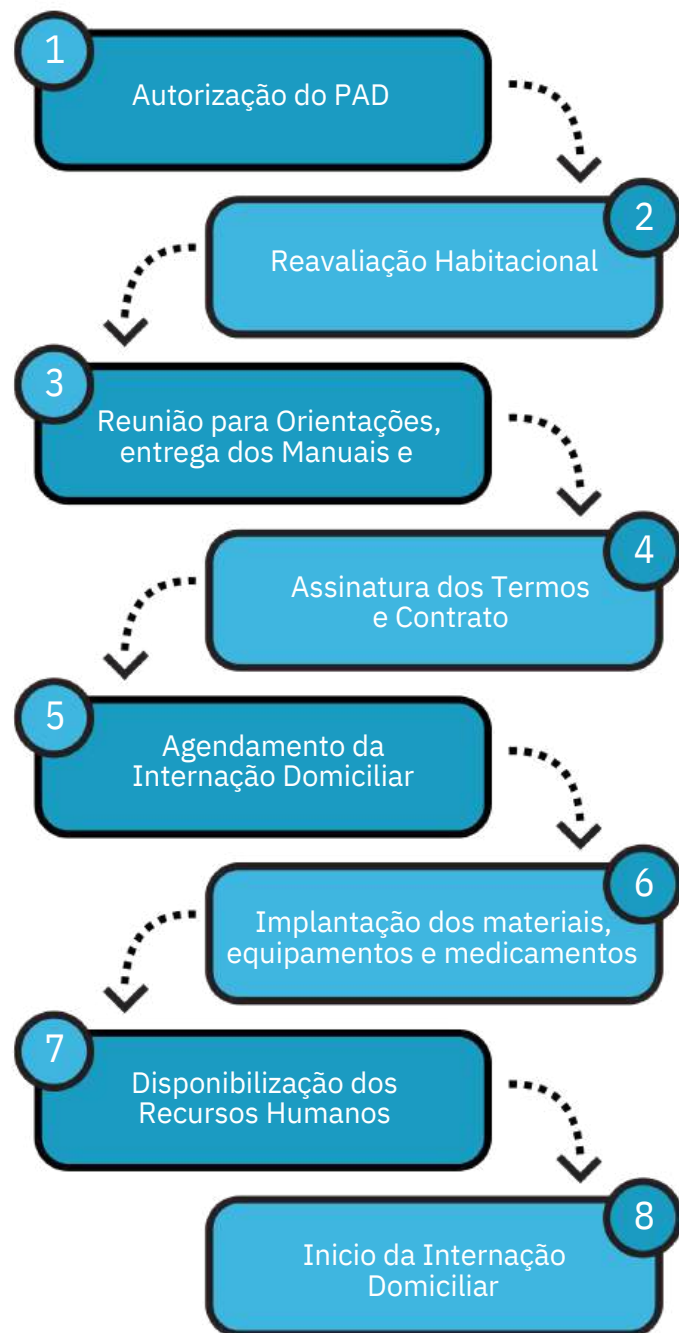 1
Autorização do PAD
2
Reavaliação Habitacional
3
Reunião para Orientações,
entrega dos Manuais e
4
Assinatura dos Termos
e Contrato
5
Agendamento da
Internação Domiciliar
6
Implantação dos materiais,
equipamentos e medicamentos
7
Disponibilização dos
Recursos Humanos
8
Inicio da Internação
Domiciliar